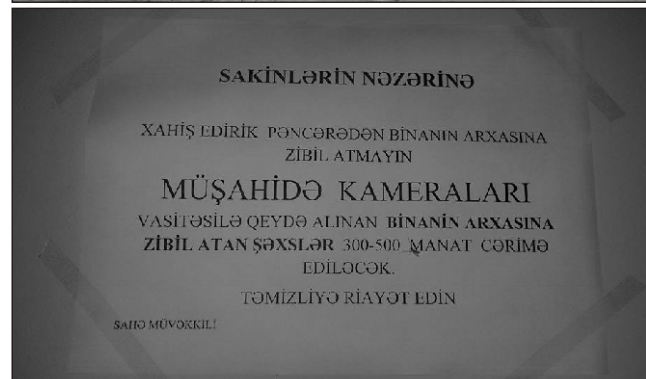 SAKİNLƏRİN NƏZƏRİNƏ
XAHİŞ EDİRİK PƏNCƏRƏDƏN BİNANIN ARXASINA
ZİBİL ATMAYIN
MÜŞAHİDƏ KAMERALARI
VASİTƏSİLƏ QEYDƏ ALINAN BİNANİN ARXASINA
ZİBİL ATAN ŞƏXSLƏR 300-500 MANAT CƏRİMƏ
EDİLƏCƏK.
TƏMİZLİYƏ RİAYƏT EDİN
SAHƏ MÜVƏKKİLİ